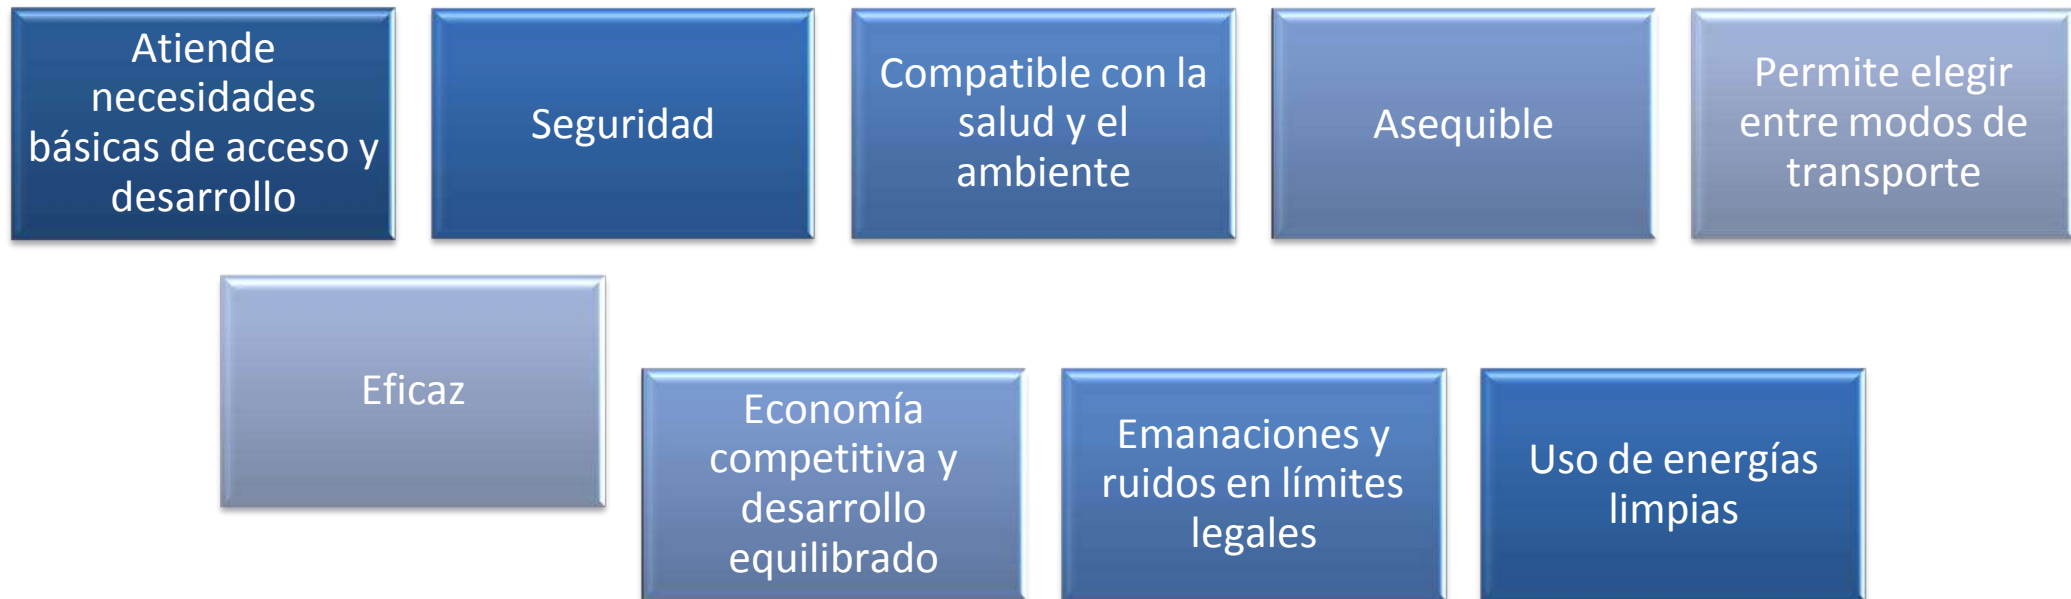 Atiende
necesidades
básicas de acceso y
desarrollo
Seguridad
Compatible con la
salud y el
ambiente
Asequible
Permite elegir
entre modos de
transporte
Eficaz
Economía
competitiva y
desarrollo
equilibrado
Emanaciones y
ruidos en límites
legales
Uso de energías
limpias